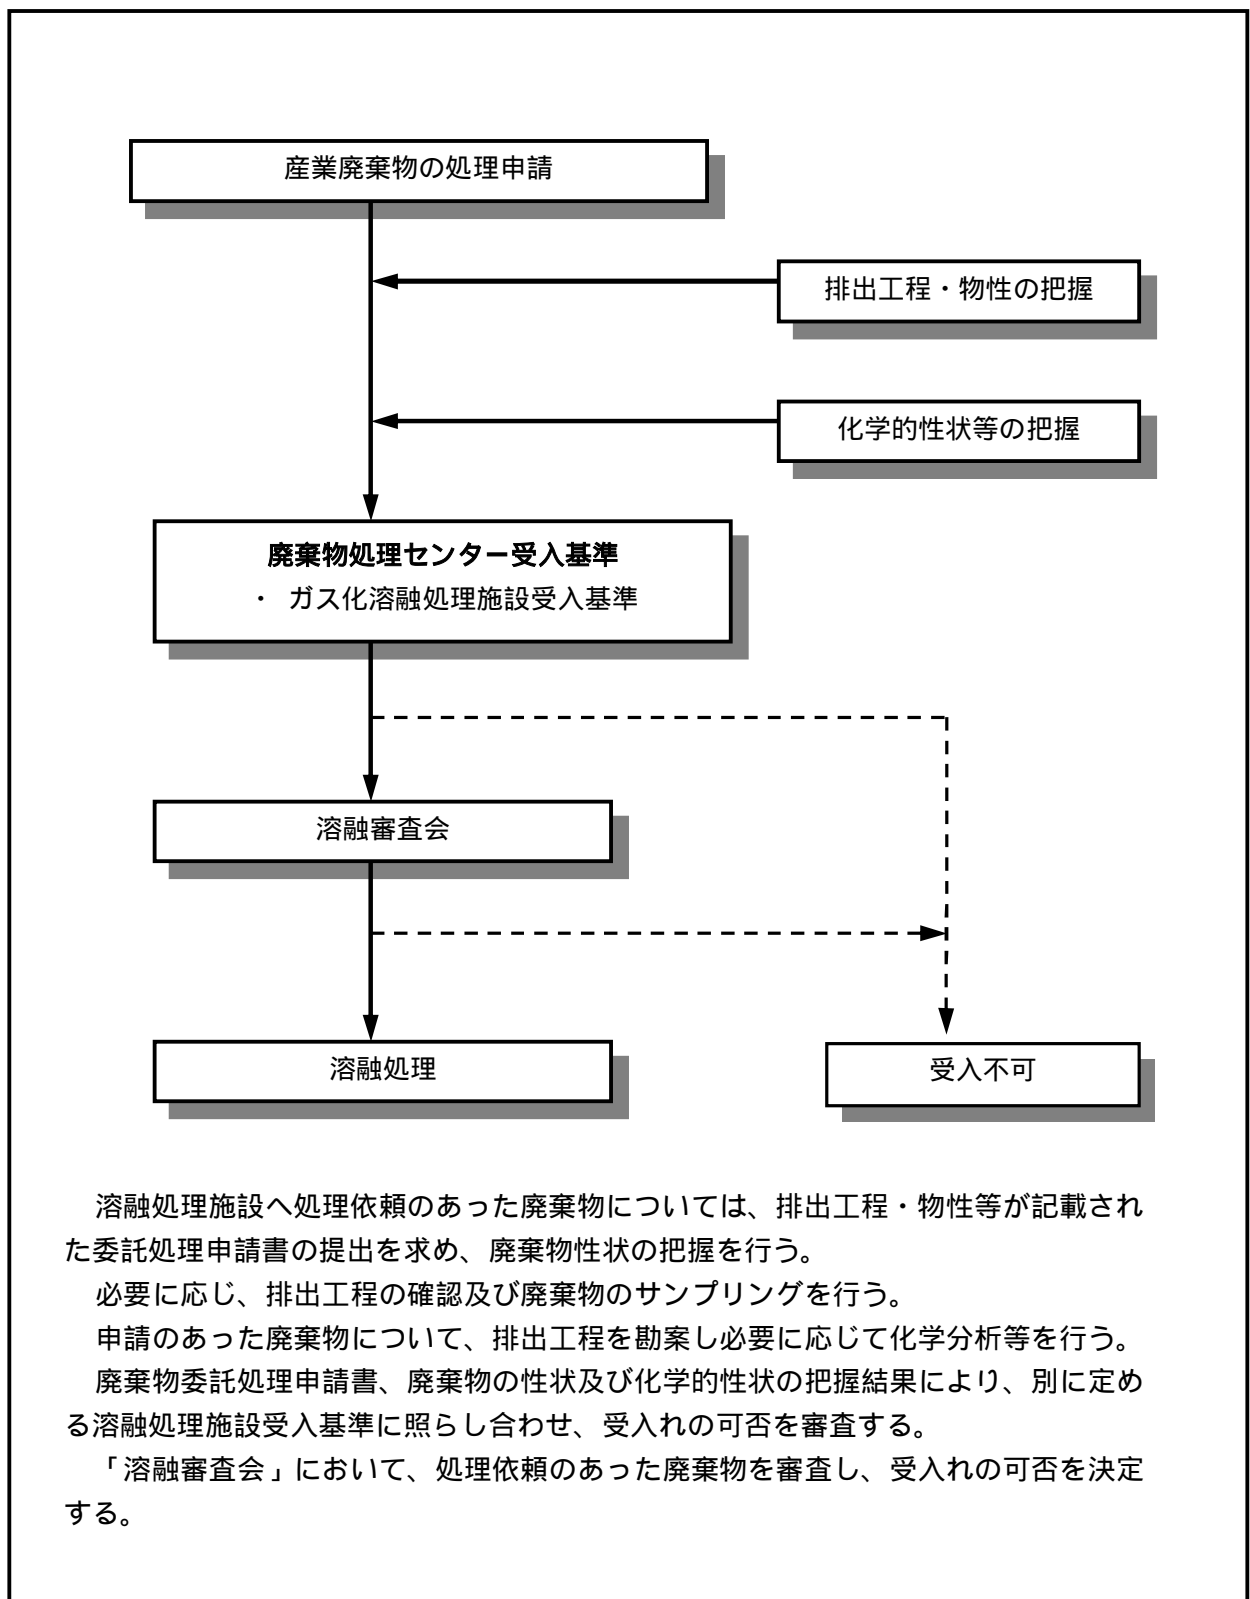 産業廃棄物の処理申請
排出工程・物性の把握
化学的性状等の把握
廃棄物処理センター受入基準
・ ガス化溶融処理施設受入基準
溶融審査会
溶融処理
受入不可
溶融処理施設へ処理依頼のあった廃棄物については、排出工程・物性等が記載され
た委託処理申請書の提出を求め、廃棄物性状の把握を行う。
必要に応じ、排出工程の確認及び廃棄物のサンプリングを行う。
申請のあった廃棄物について、排出工程を勘案し必要に応じて化学分析等を行う。
廃棄物委託処理申請書、廃棄物の性状及び化学的性状の把握結果により、別に定め
る溶融処理施設受入基準に照らし合わせ、受入れの可否を審査する。
「溶融審査会」において、処理依頼のあった廃棄物を審査し、受入れの可否を決定
する。